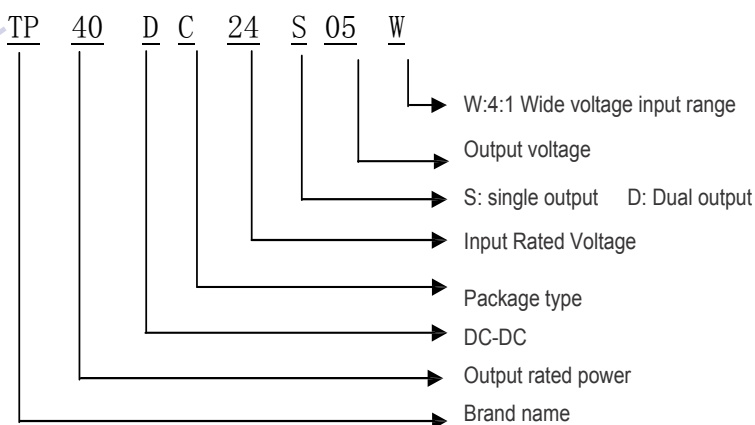 TP 40 D C 24 S 05 W
W:4:1 Wide voltage input range
Output voltage
S: single output D: Dual output
Input Rated Voltage
Package type
DC-DC
Output rated power
Brand name